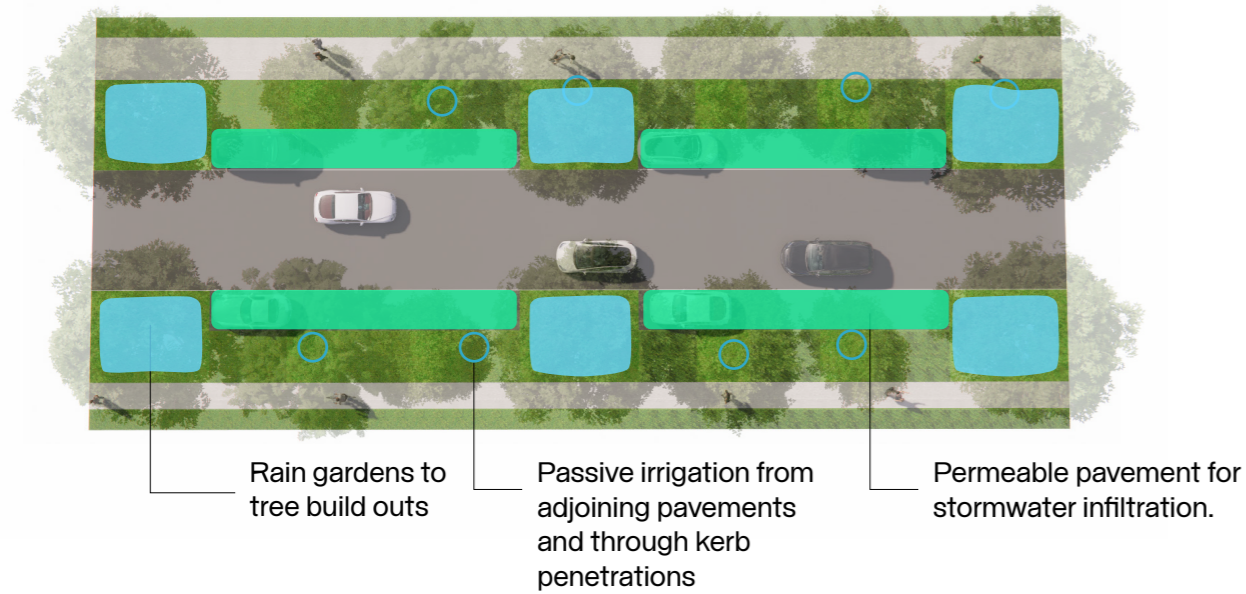 Rain gardens to
tree build outs
Passive irrigation from
adjoining pavements
and through kerb
penetrations
Permeable pavement for
stormwater infiltration.